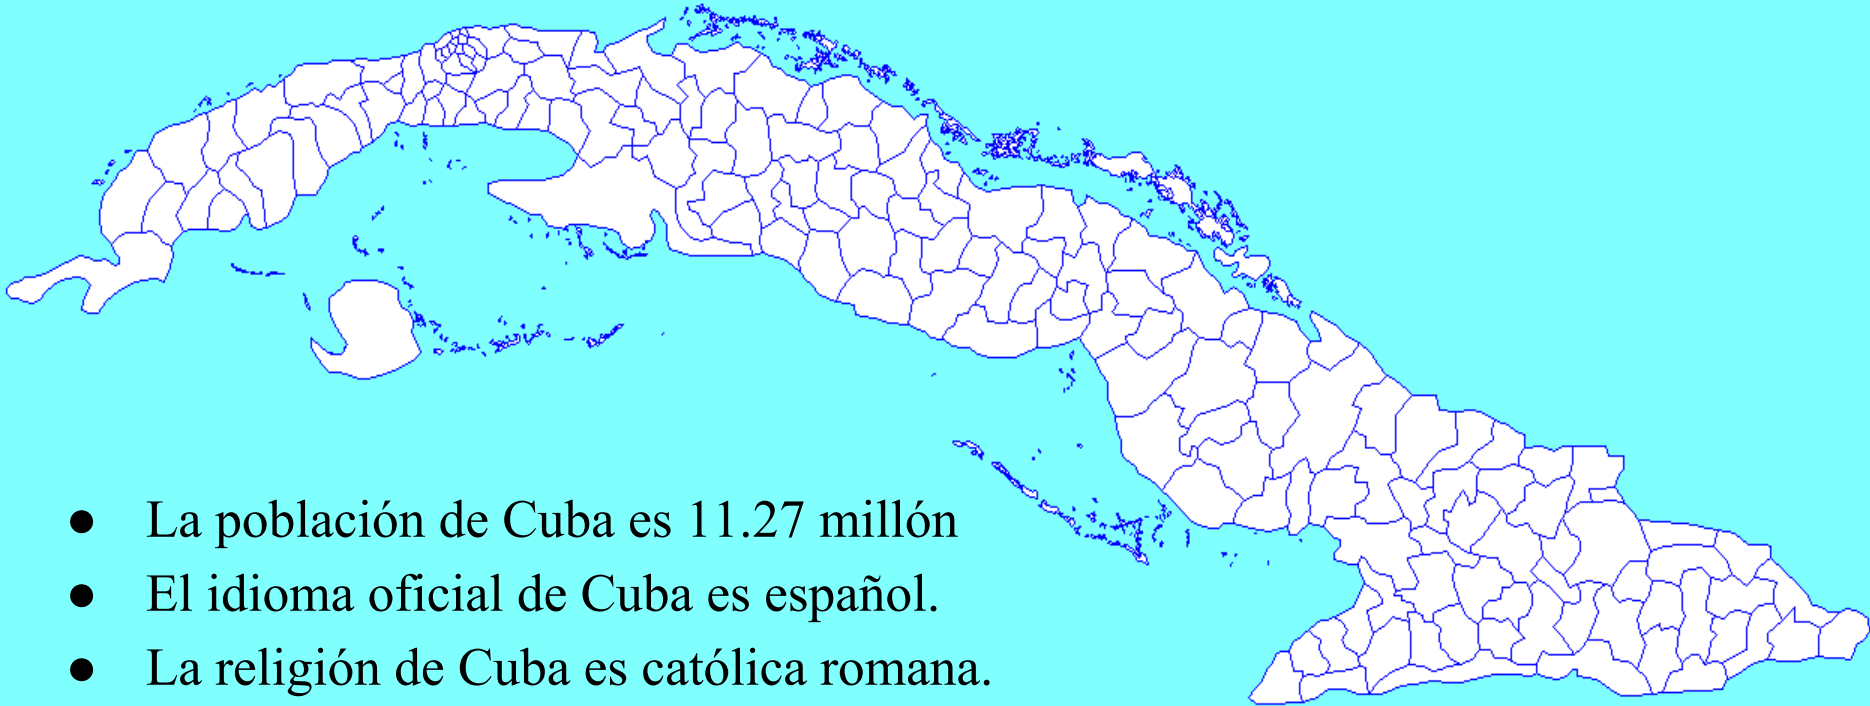 ● La población de Cuba es 11.27 millón
● El idioma oficial de Cuba es español.
● La religión de Cuba es católica romana.